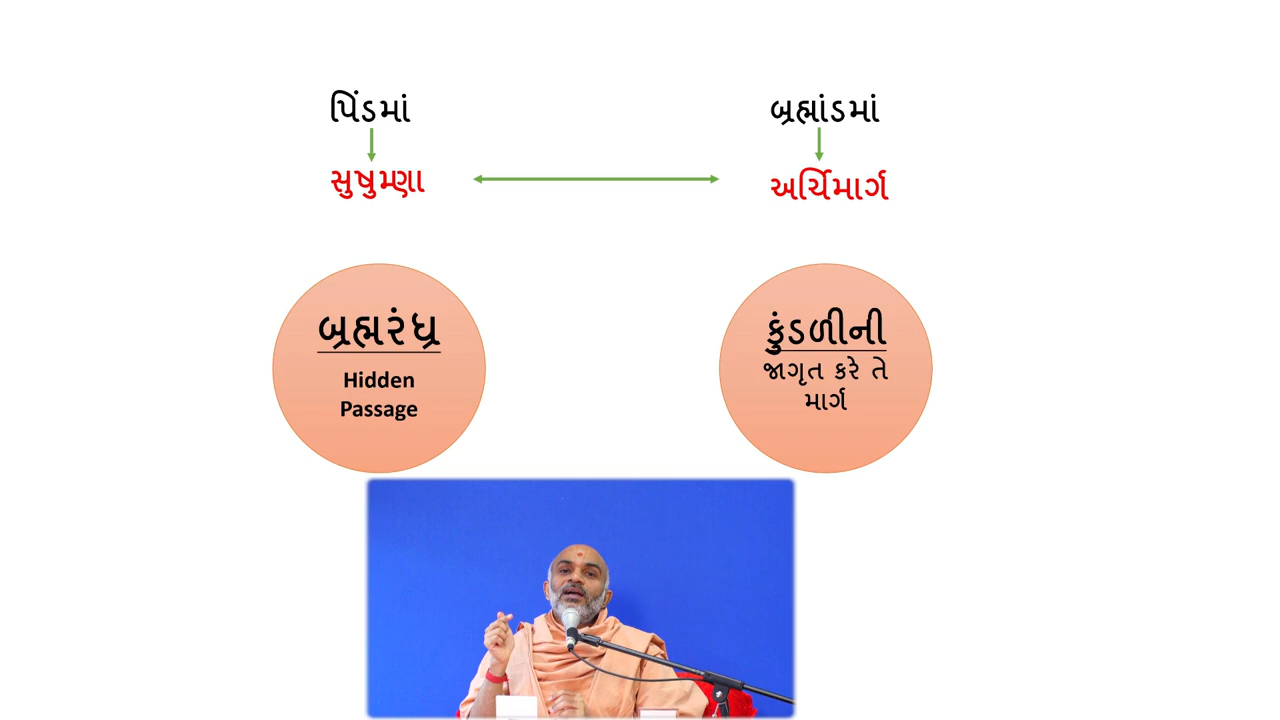 પિંડમાં
બ્રહ્માંડમાં
સુષુમ્ણા
અર્ચિમાર્ગ
બ્રહ્મરંધ્ર
Hidden
Passage
કુંડળીની
જાગૃત કરે તે
માર્ગ